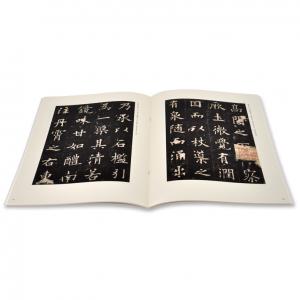 高閣之察
厥土微覺有潤
因而以杖導之
有泉隨而涌出
乃承以石檻引
為一渠其清若
鏡味甘如醴南
注丹霄之右東